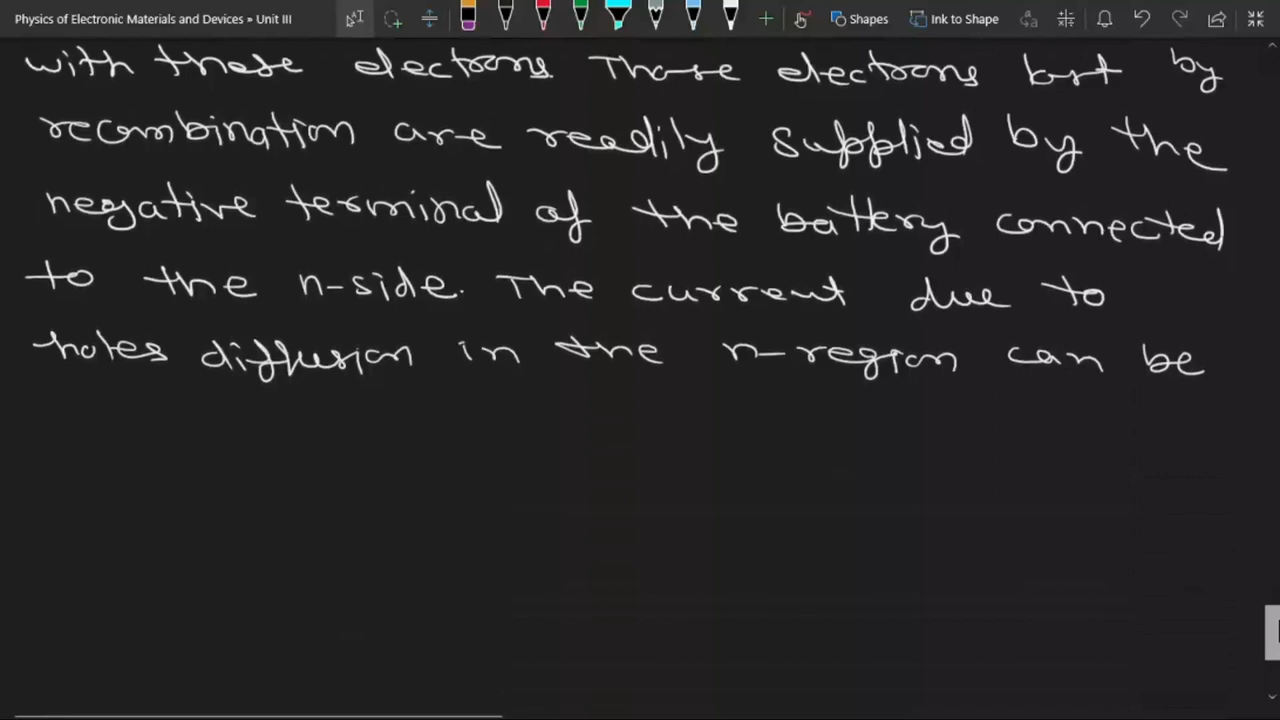 Physics of Electronic Materials and Devices » Unit III
Shapes
Ink to Shape
with these electrons. Those electrons lost by
recombination are readily supplied by the
negative terminal of the battery connected
to the n-side. The current due to
holes diffusion in the n-region can be